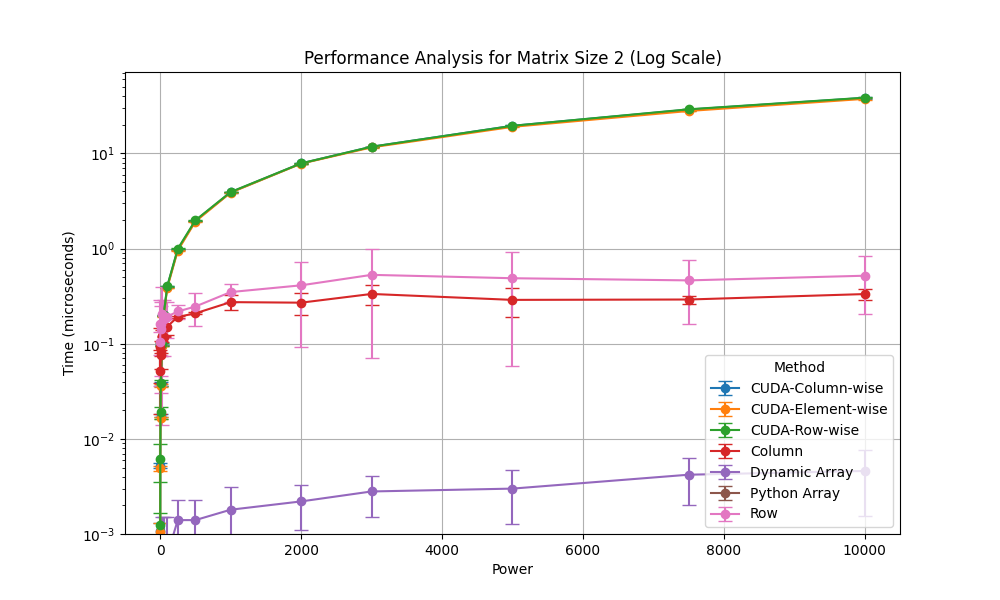 Performance Analysis for Matrix Size 2 (Log Scale)
Time (microseconds)
10¹
10⁰
10⁻¹
10⁻²
10⁻³
Method
CUDA-Column-wise
CUDA-Element-wise
CUDA-Row-wise
Column
Dynamic Array
Python Array
Row
0 2000 4000 6000 8000 10000
Power